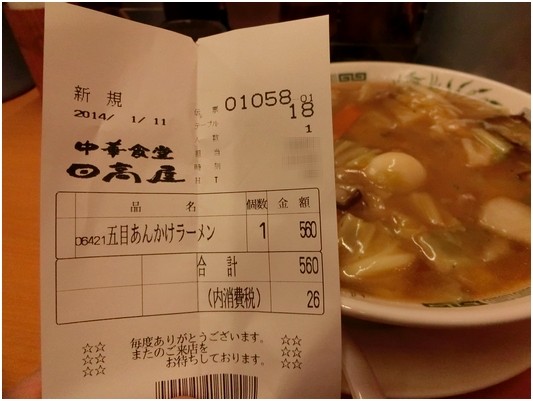 新規
01058 01
2014/ 1/ 11
18
1
中華食堂
日高屋
品 名 個数 金 額
06421 五目あんかけラーメン 1 560
合 計 560
(内消費税) 26
☆☆ 毎度ありがとうございます。 ☆☆
☆☆ またのご来店を ☆☆
☆☆ お待ちしております。 ☆☆